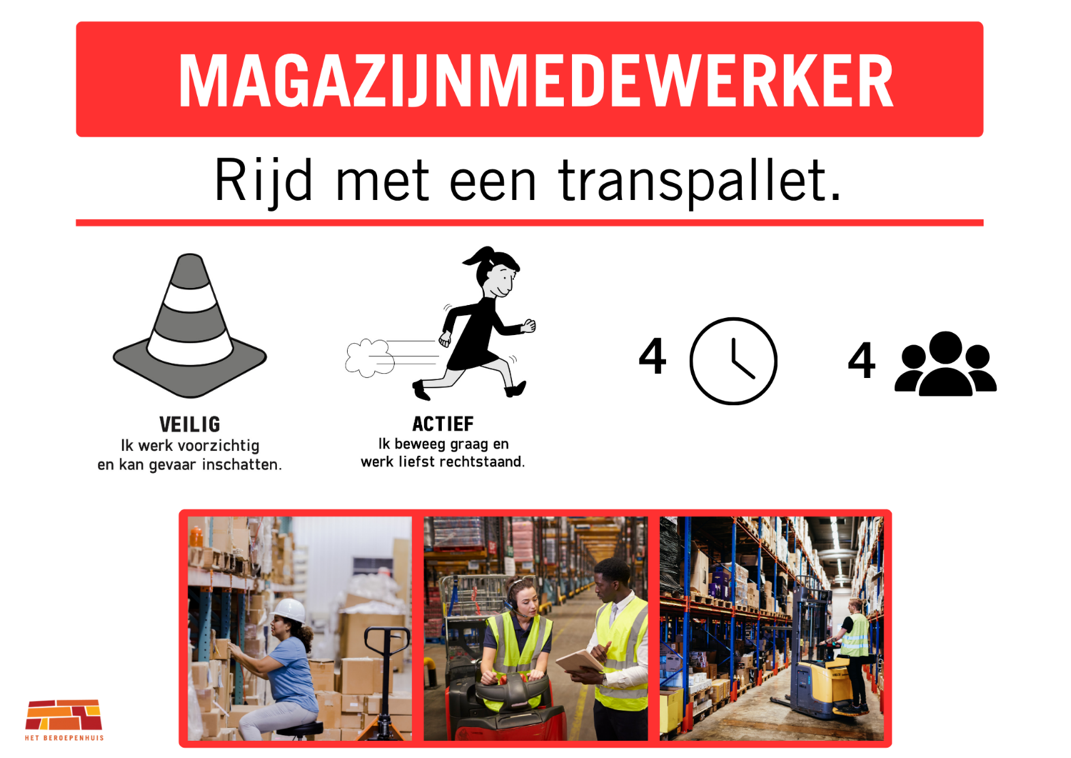 MAGAZIJNMEDEWERKER
Rijd met een transpallet.
VEILIG
Ik werk voorzichtig
en kan gevaar inschatten.
ACTIEF
Ik beweeg graag en
werk liefst rechtstaand.
4
4
HET BEROEPENHUIS